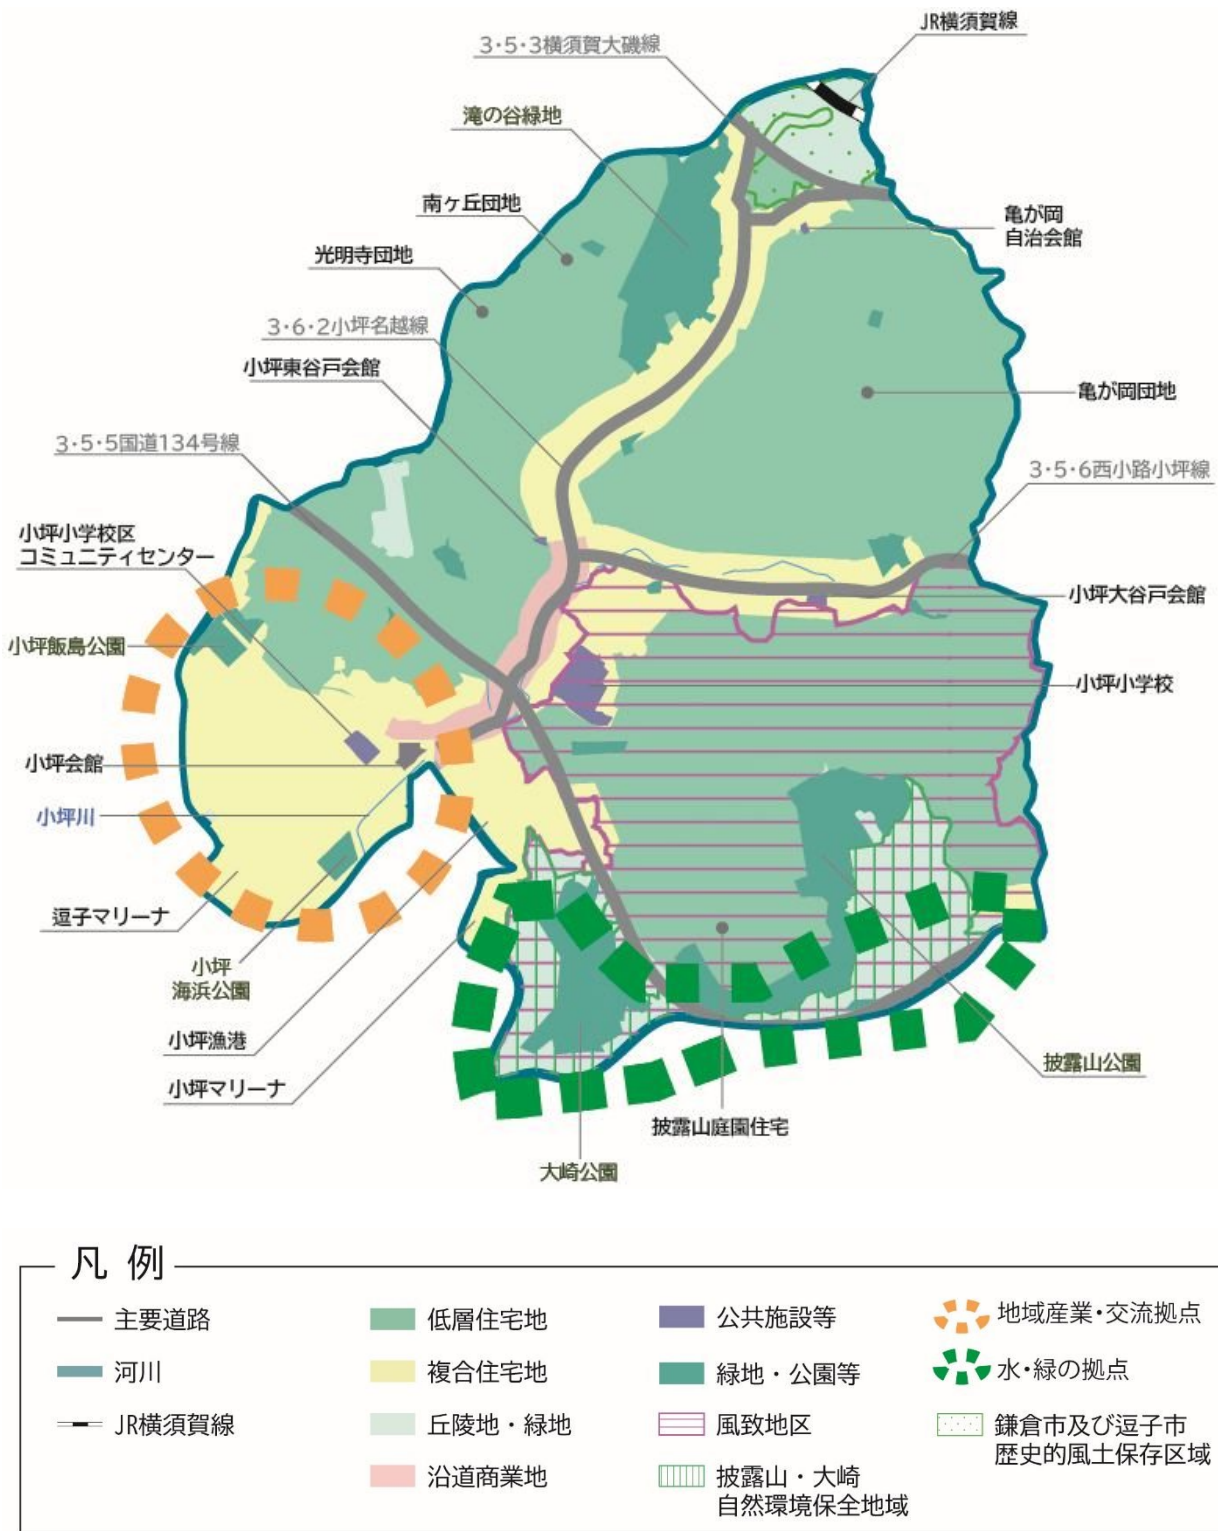 JR横須賀線
3・5・3横須賀大磯線
滝の谷緑地
南ヶ丘団地
亀が岡
自治会館
光明寺団地
3・6・2小坪名越線
小坪東谷戸会館
亀が岡団地
3・5・5国道134号線
3・5・6西小路小坪線
小坪小学校区
コミュニティセンター
小坪大谷戸会館
小坪飯島公園
小坪小学校
小坪会館
小坪川
逗子マリーナ
小坪
海浜公園
小坪漁港
披露山公園
小坪マリーナ
披露山庭園住宅
大崎公園
凡例
主要道路
河川
JR横須賀線
低層住宅地
複合住宅地
丘陵地・緑地
沿道商業地
公共施設等
緑地・公園等
風致地区
披露山・大崎
自然環境保全地域
地域産業・交流拠点
水・緑の拠点
鎌倉市及び逗子市
歴史的風土保存区域